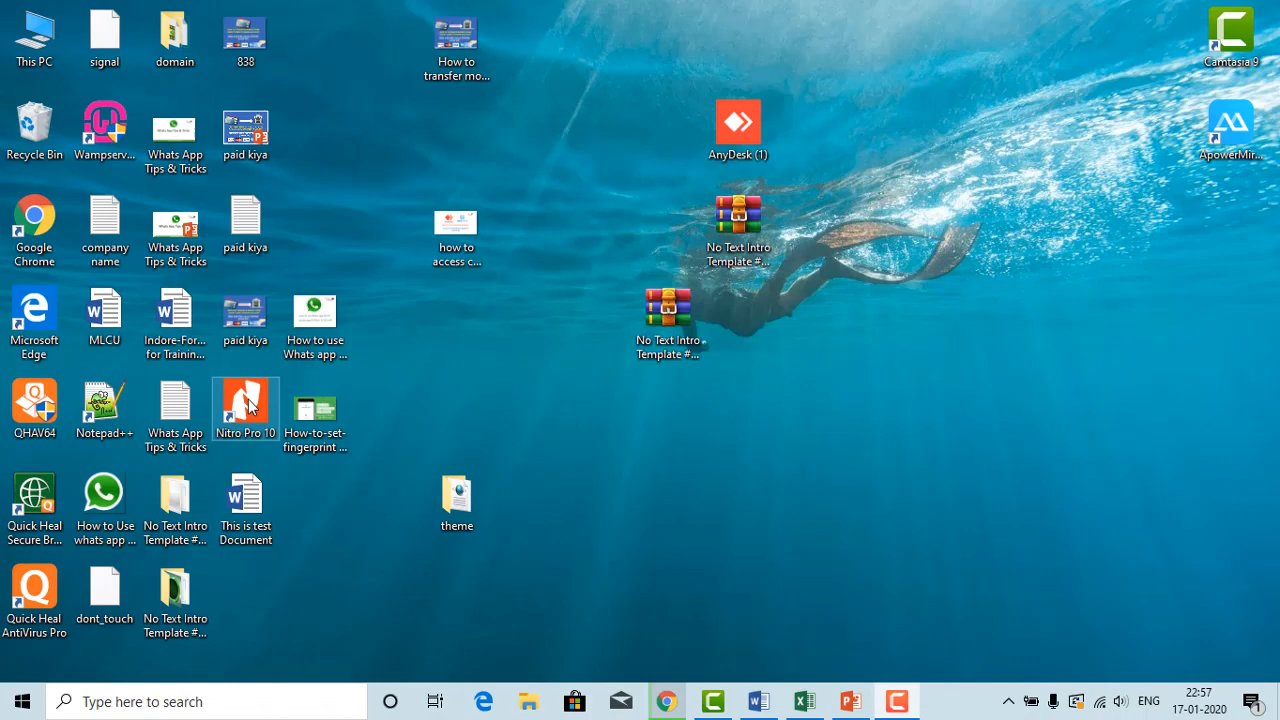 This PC
signal
domain
838
How to
transfer mo...
Camtasia 9
Recycle Bin
Wampserv...
Whats App
Tips & Tricks
paid kiya
AnyDesk (1)
ApowerMir...
Google
Chrome
company
name
Whats App
Tips & Tricks
paid kiya
how to
access c...
No Text Intro
Template #...
Microsoft
Edge
MLCU
Indore-For...
for Trainin...
paid kiya
How to use
Whats app ...
No Text Intro
Template #...
QHAV64
Notepad++
Whats App
Tips & Tricks
Nitro Pro 10
How-to-set-
fingerprint ...
Quick Heal
Secure Br...
How to Use
whats app ...
No Text Intro
Template #...
This is test
Document
theme
Quick Heal
AntiVirus Pro
dont_touch
No Text Intro
Template #...
Type here to search
ENG
22:57
17-01-2020
1